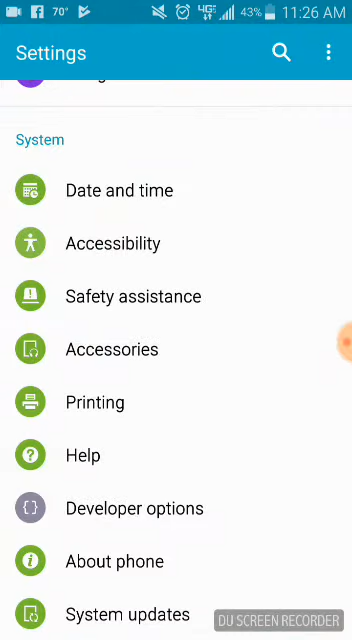 70° 4G 43% 11:26 AM
Settings
System
Date and time
Accessibility
Safety assistance
Accessories
Printing
Help
Developer options
About phone
System updates
DU SCREEN RECORDER